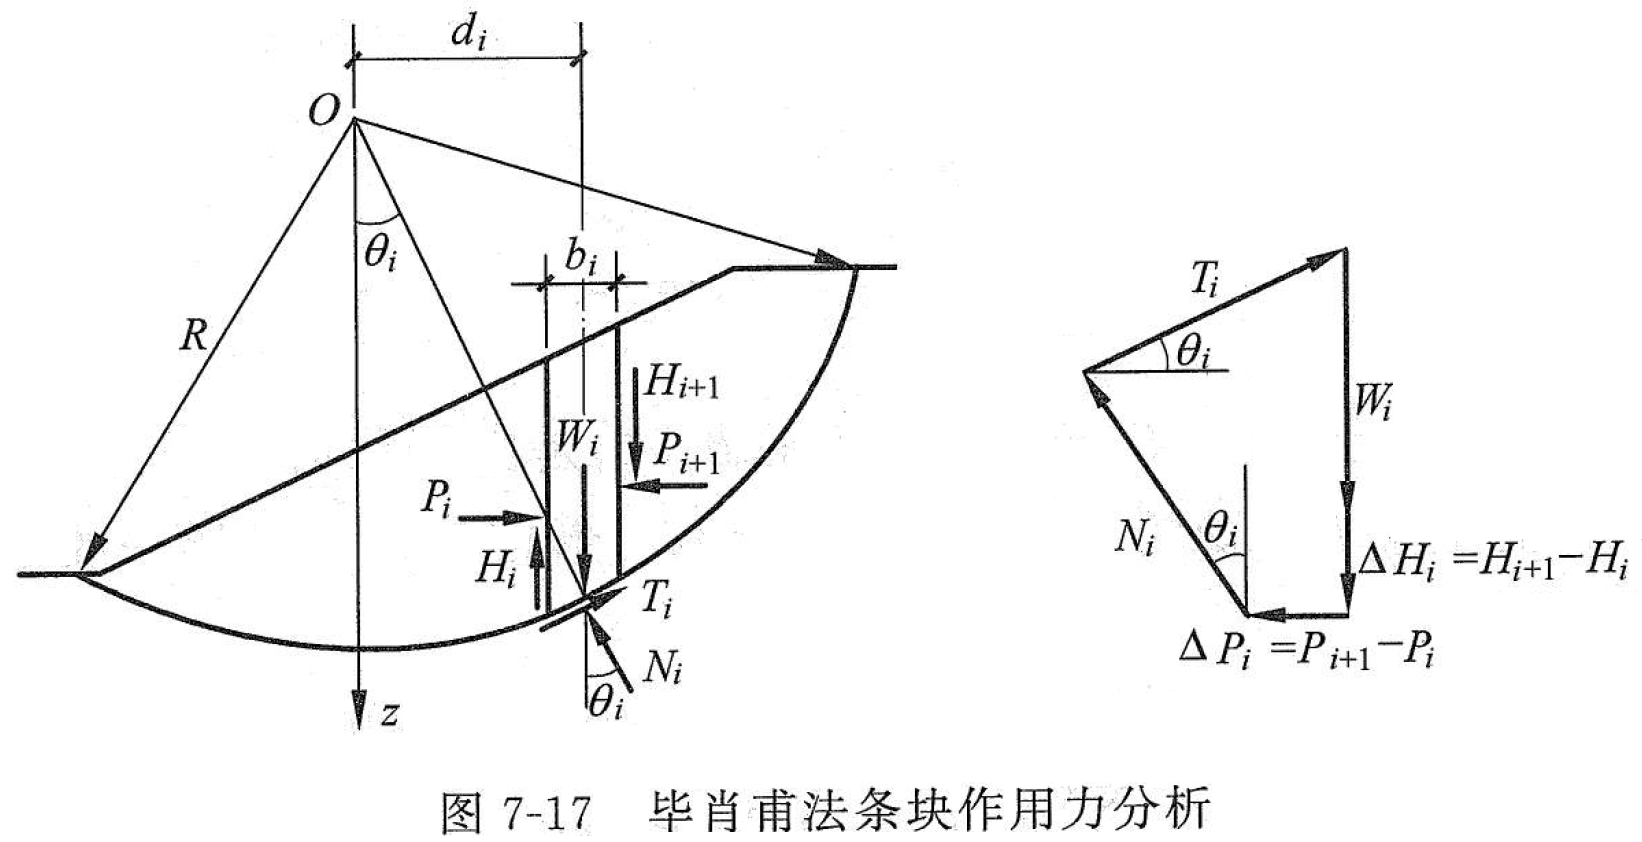 d_i
O
θ_i
b_i
R
H_{i+1}
W_i
P_{i+1}
P_i
H_i
T_i
N_i
θ_i
z
T_i
θ_i
W_i
N_i
θ_i
ΔH_i=H_{i+1}-H_i
ΔP_i=P_{i+1}-P_i
图 7-17 毕肖甫法条块作用力分析